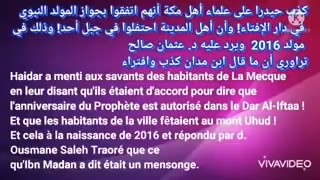 كذب حيدرا على علماء أهل مكة أنهم اتفقوا بجواز المولد النبوي
في دار الإفتاء! وأن أهل المدينة احتفلوا في جبل أحد! وذلك في
مولد 2016 ويرد عليه د. عثمان صالح
تراوري أن ما قال ابن مدان كذب وافتراء
Haidar a menti aux savants des habitants de La Mecque
en leur disant qu'ils étaient d'accord pour dire que
l'anniversaire du Prophète est autorisé dans le Dar Al-Iftaa !
Et que les habitants de la ville fêtaient au mont Uhud !
Et cela à la naissance de 2016 et répondu par d.
Ousmane Saleh Traoré que ce
qu'Ibn Madan a dit était un mensonge.
VIVAVIDEO